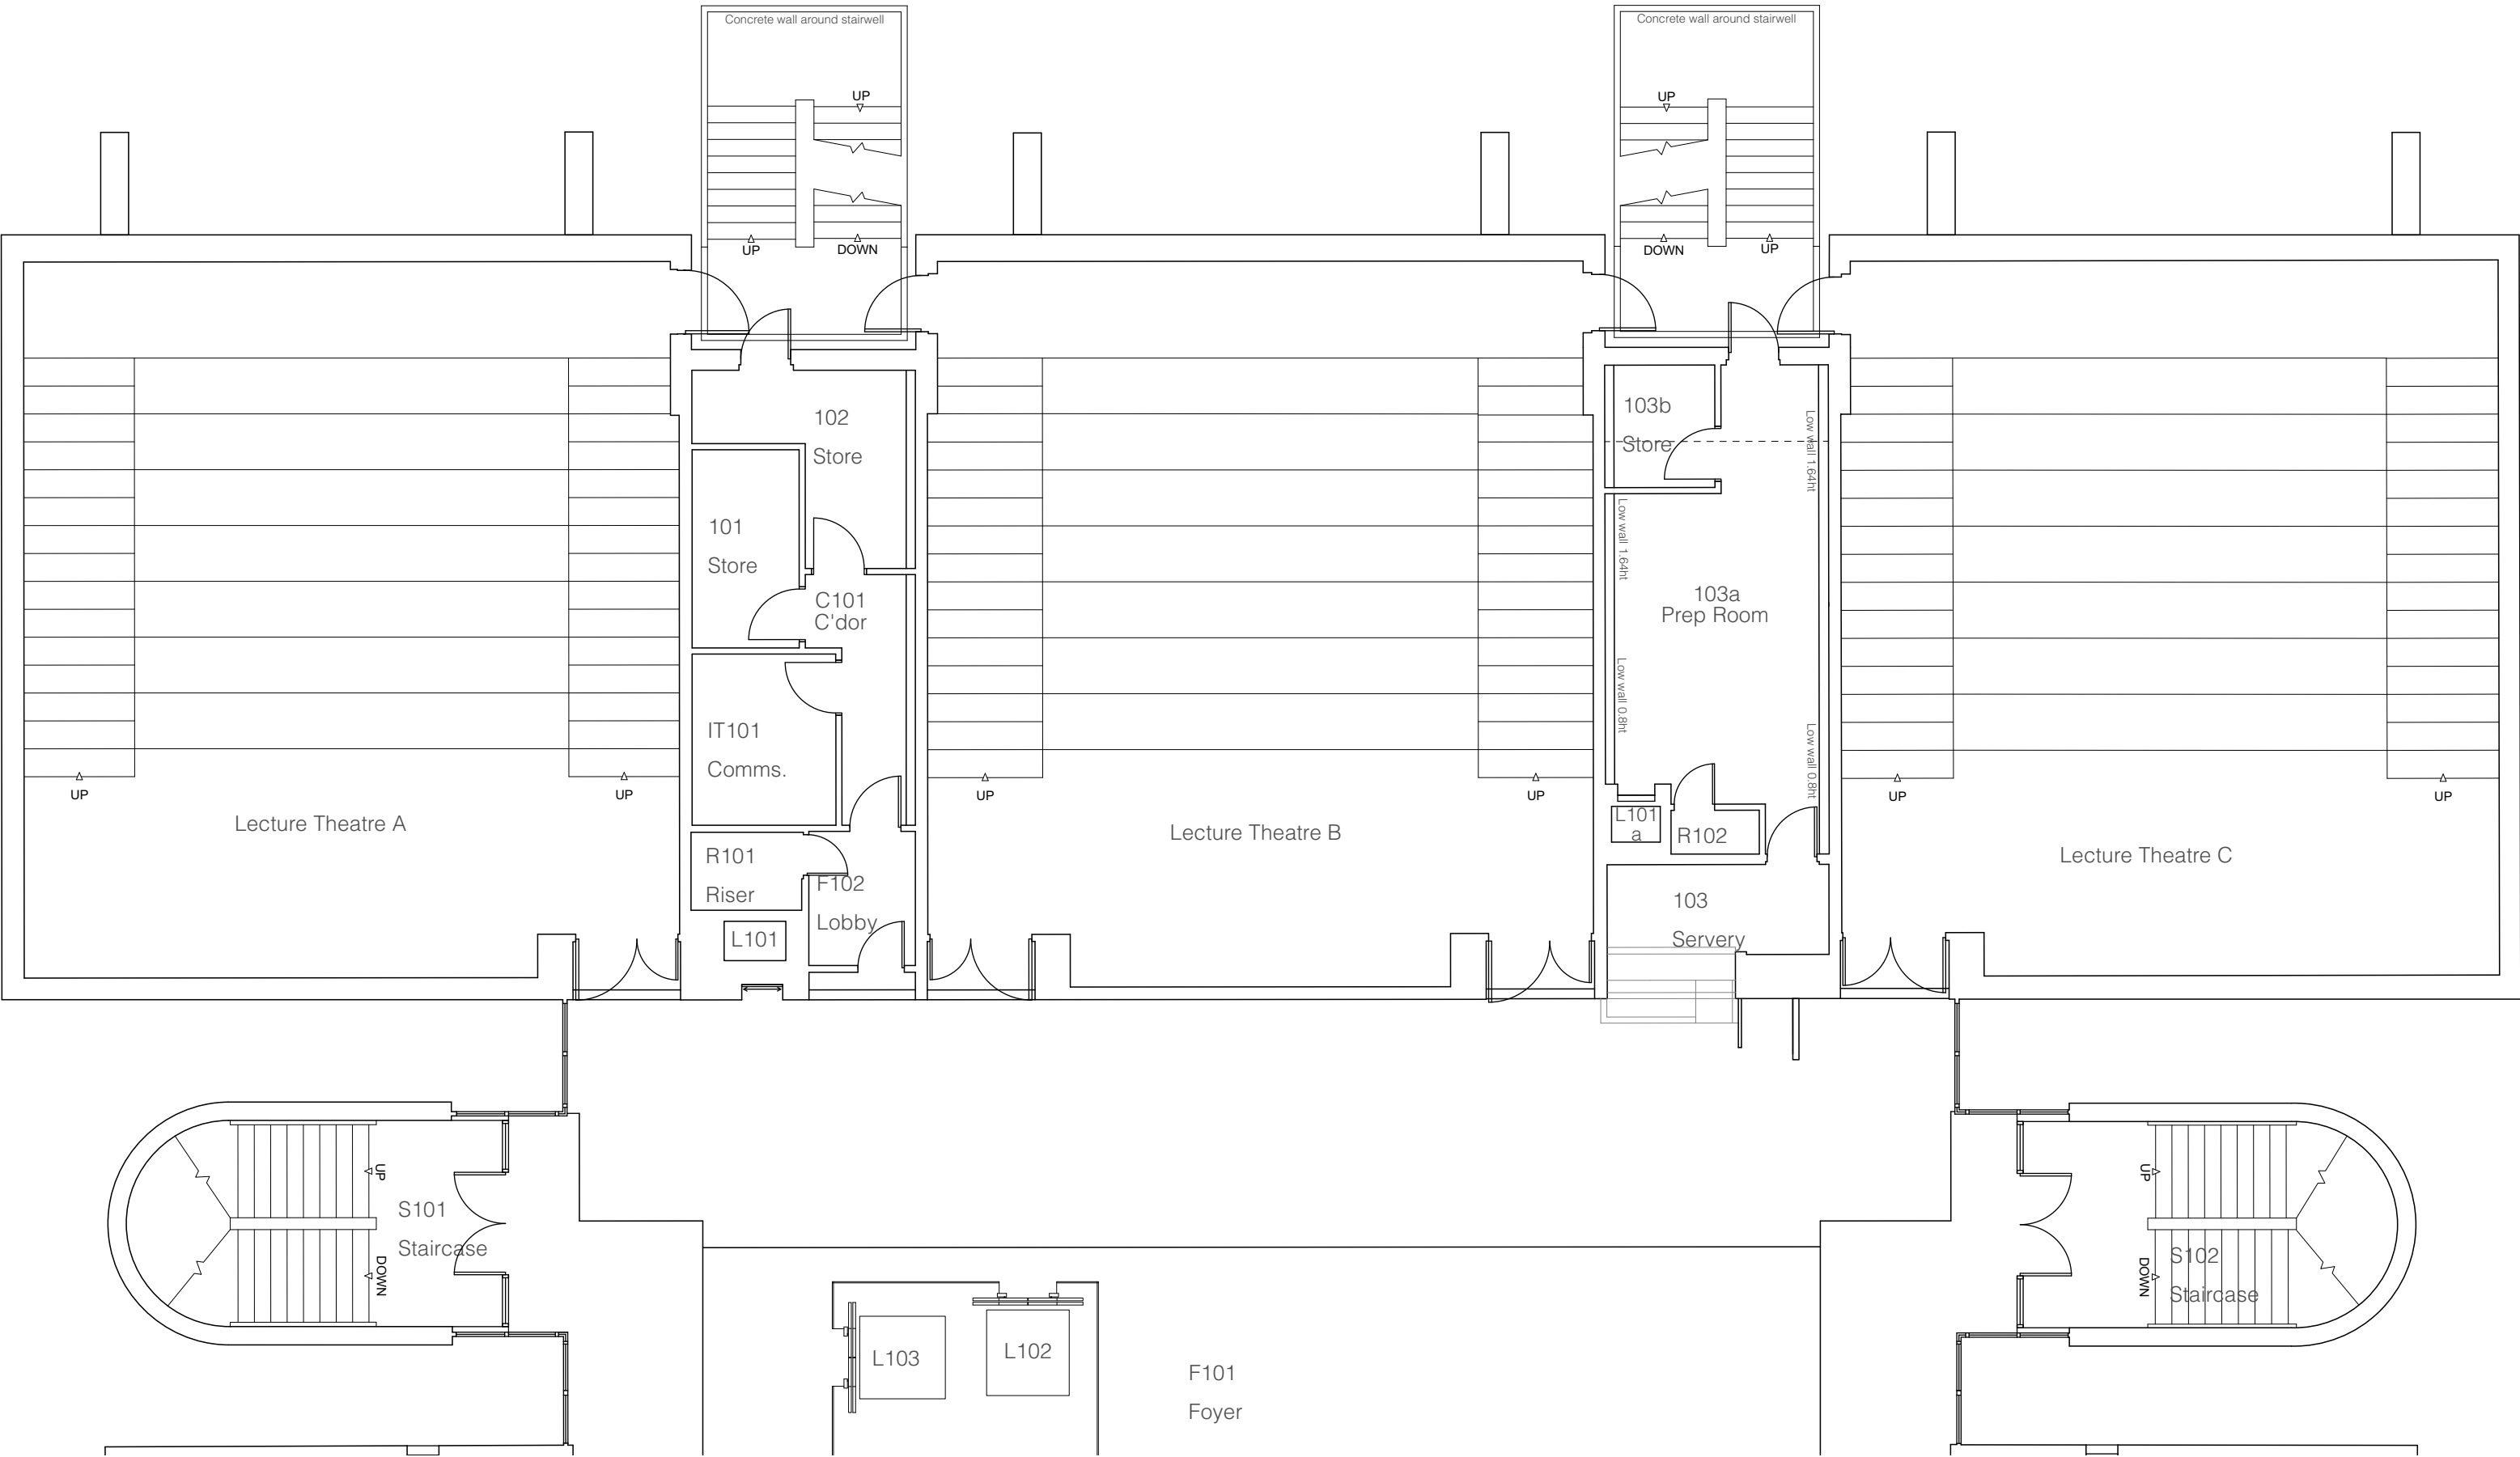 Concrete wall around stairwell
Concrete wall around stairwell
UP
UP
UP
DOWN
DOWN
UP
102
Store
103b
Store
Low wall 1.64ht
Low wall 1.64ht
101
Store
C101
C'dor
103a
Prep Room
Low wall 0.8ht
Low wall 0.8ht
IT101
Comms.
UP
UP
UP
UP
UP
UP
Lecture Theatre A
Lecture Theatre B
Lecture Theatre C
L101
a
R102
R101
Riser
F102
Lobby
L101
103
Servery
UP
S101
Staircase
DOWN
UP
S102
Staircase
DOWN
L103
L102
F101
Foyer